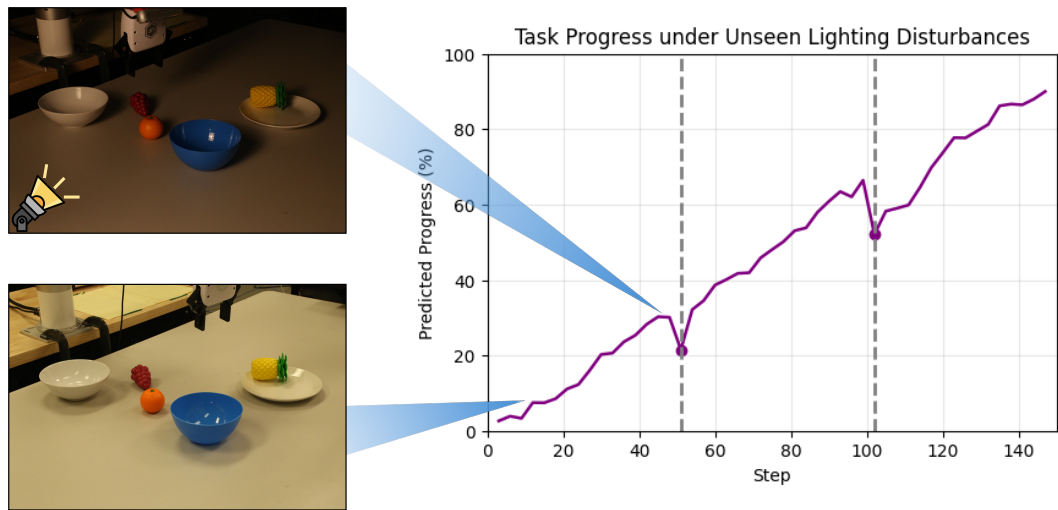 Task Progress under Unseen Lighting Disturbances
Predicted Progress (%)
100
80
60
40
20
0
0 20 40 60 80 100 120 140
Step